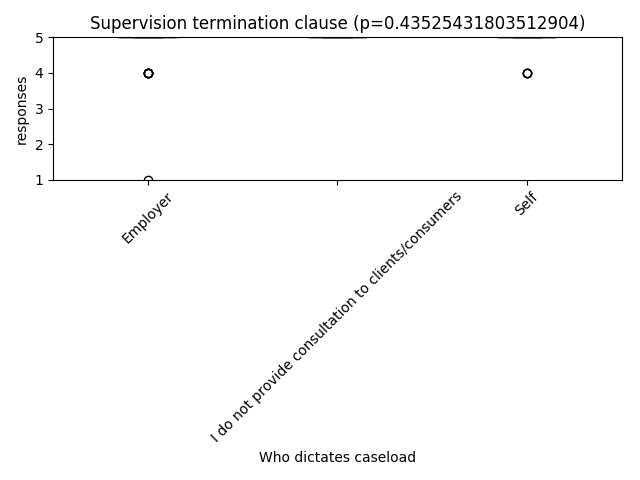 Supervision termination clause (p=0.43525431803512904)
5
4
3
2
1
responses
Employer
I do not provide consultation to clients/consumers
Self
Who dictates caseload